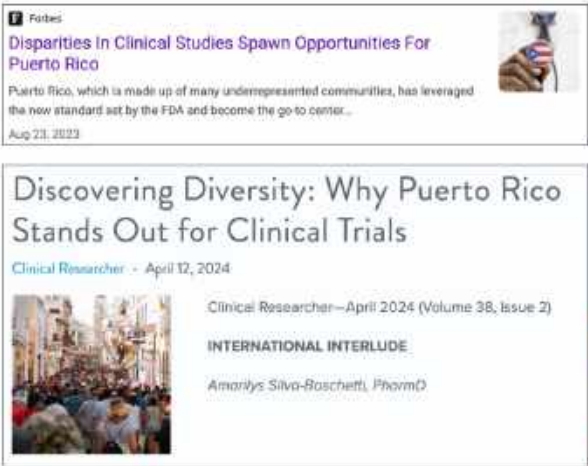 Forbes
Disparities In Clinical Studies Spawn Opportunities For
Puerto Rico
Puerto Rico, which is made up of many underrepresented communities, has leveraged
the new standard set by the FDA and become the go-to center...
Aug 23, 2023
Discovering Diversity: Why Puerto Rico
Stands Out for Clinical Trials
Clinical Researcher - April 12, 2024
Clinical Researcher—April 2024 (Volume 38, Issue 2)
INTERNATIONAL INTERLUDE
Amarilys Silva-Boschetti, PharmD